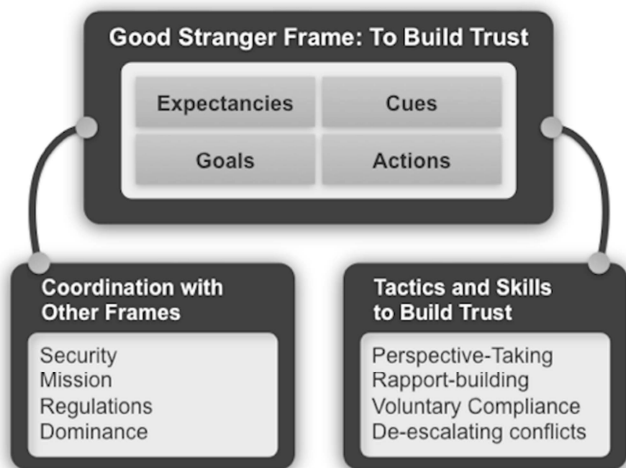 Good Stranger Frame: To Build Trust
Expectancies
Cues
Goals
Actions
Coordination with
Other Frames
Security
Mission
Regulations
Dominance
Tactics and Skills
to Build Trust
Perspective-Taking
Rapport-building
Voluntary Compliance
De-escalating conflicts